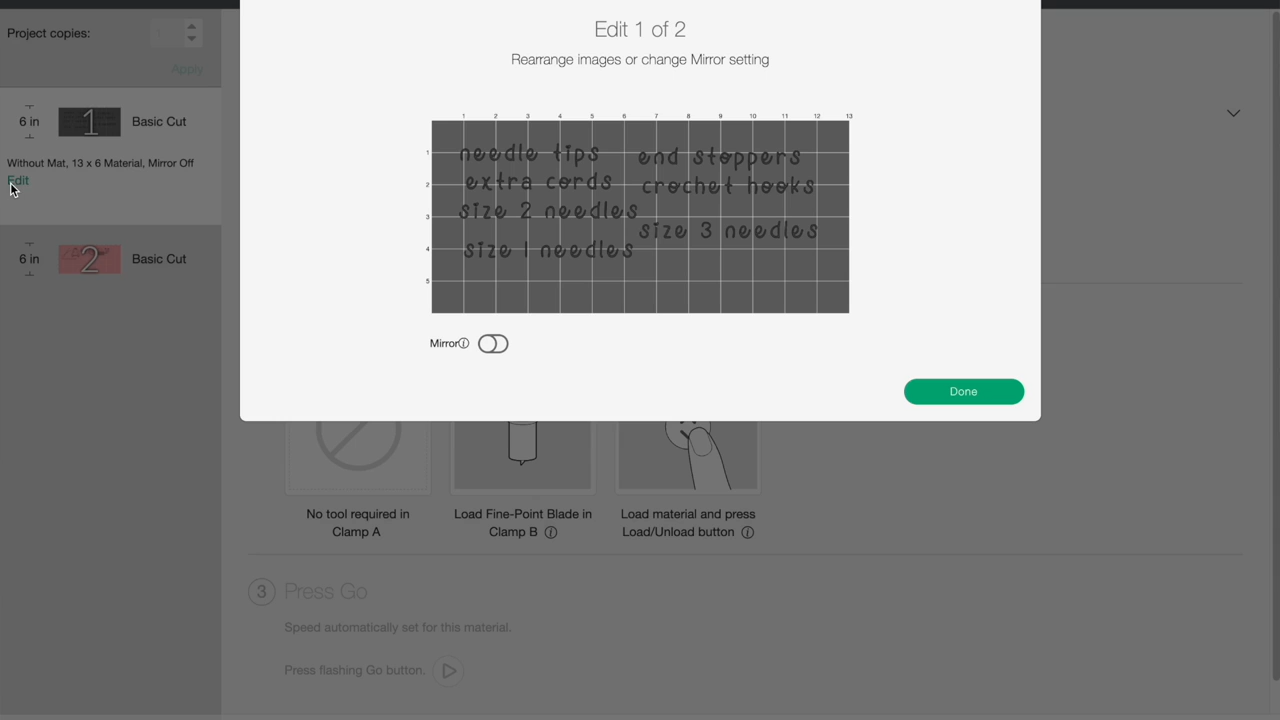 Project copies:
1
Apply
6 in
1
Basic Cut
Without Mat, 13 x 6 Material, Mirror Off
Edit
6 in
2
Basic Cut
Edit 1 of 2
Rearrange images or change Mirror setting
1 2 3 4 5 6 7 8 9 10 11 12 13
1
2
3
4
5
needle tips
extra cords
size 2 needles
size 1 needles
end stoppers
crochet hooks
size 3 needles
Mirror
Done
No tool required in
Clamp A
Load Fine-Point Blade in
Clamp B
Load material and press
Load/Unload button
3 Press Go
Speed automatically set for this material.
Press flashing Go button.